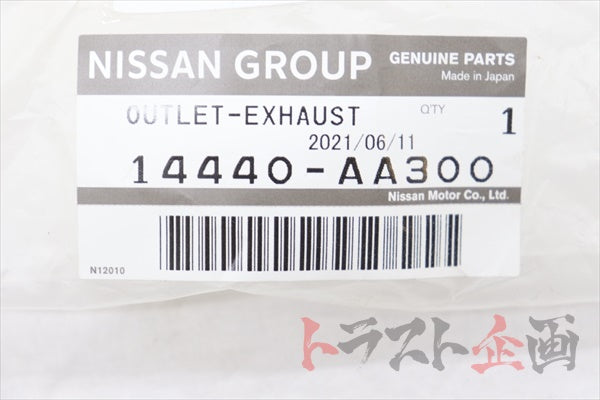 NISSAN GROUP
GENUINE PARTS
Made in Japan
OUTLET-EXHAUST
Q'TY
1
2021/06/11
14440-AA300
Nissan Motor Co., Ltd.
N12010
トラスト企画